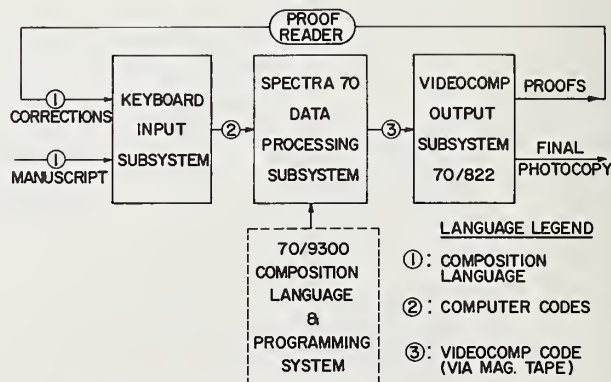 PROOF
READER
① CORRECTIONS
① MANUSCRIPT
KEYBOARD
INPUT
SUBSYSTEM
②
SPECTRA 70
DATA
PROCESSING
SUBSYSTEM
③
VIDEOCOMP
OUTPUT
SUBSYSTEM
70/822
PROOFS
FINAL
PHOTOCOPY
70/9300
COMPOSITION
LANGUAGE
&
PROGRAMMING
SYSTEM
LANGUAGE LEGEND
①: COMPOSITION
LANGUAGE
②: COMPUTER CODES
③: VIDEOCOMP CODE
(VIA MAG. TAPE)